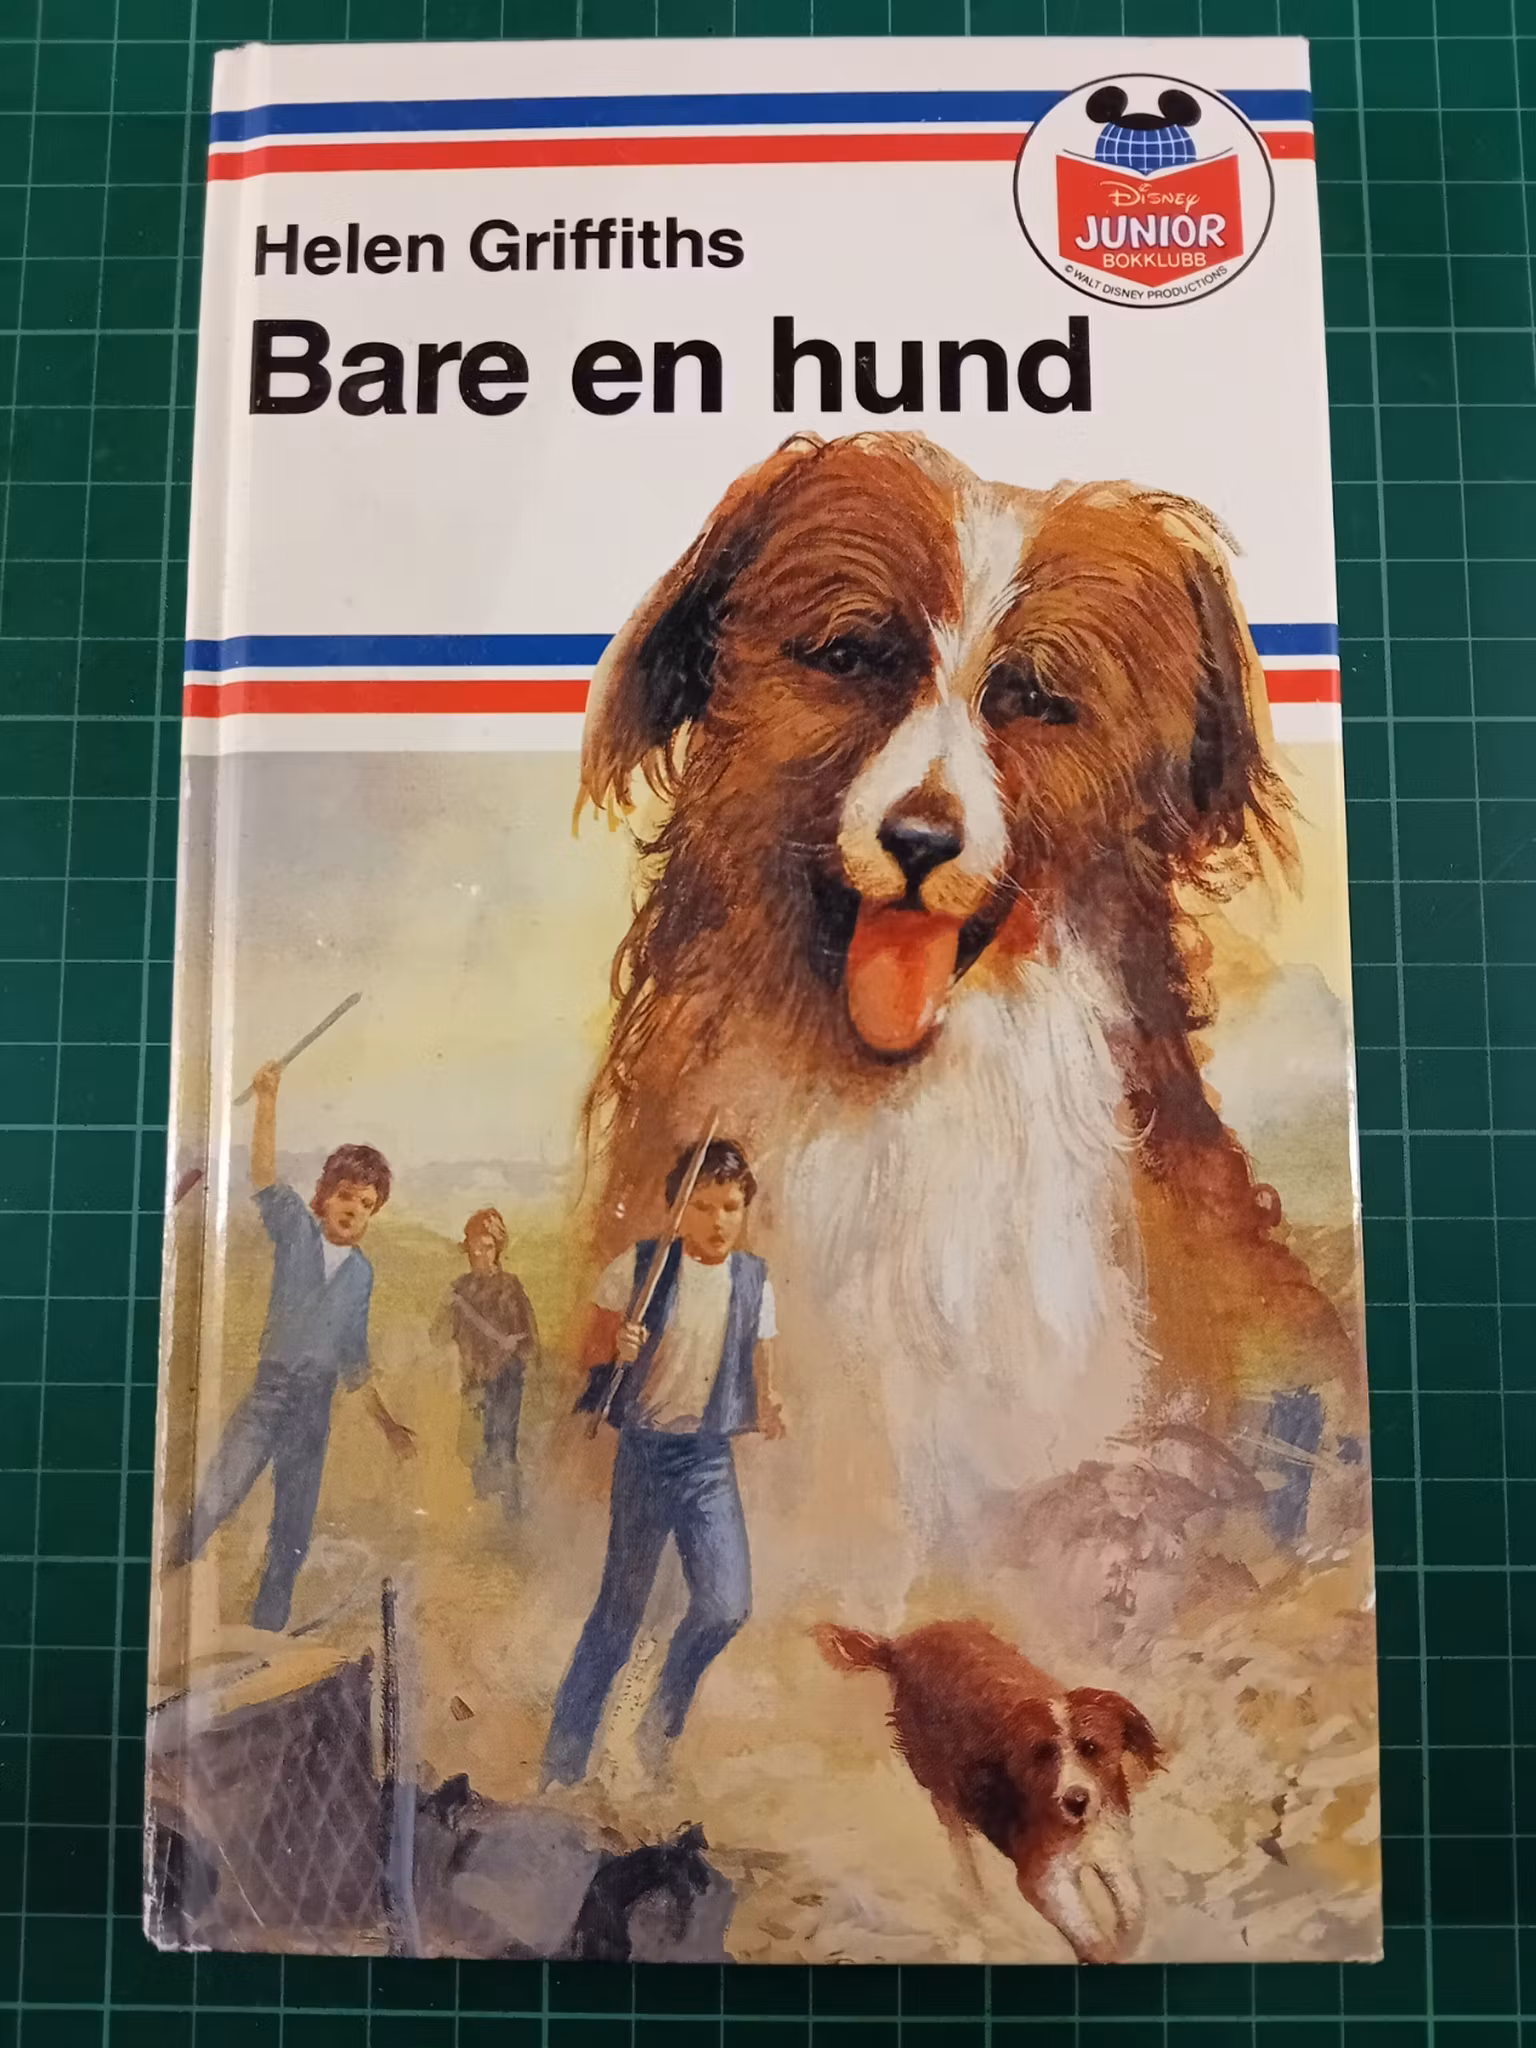 Helen Griffiths
Bare en hund
Disney
JUNIOR
BOKKLUBB
© WALT DISNEY PRODUCTIONS